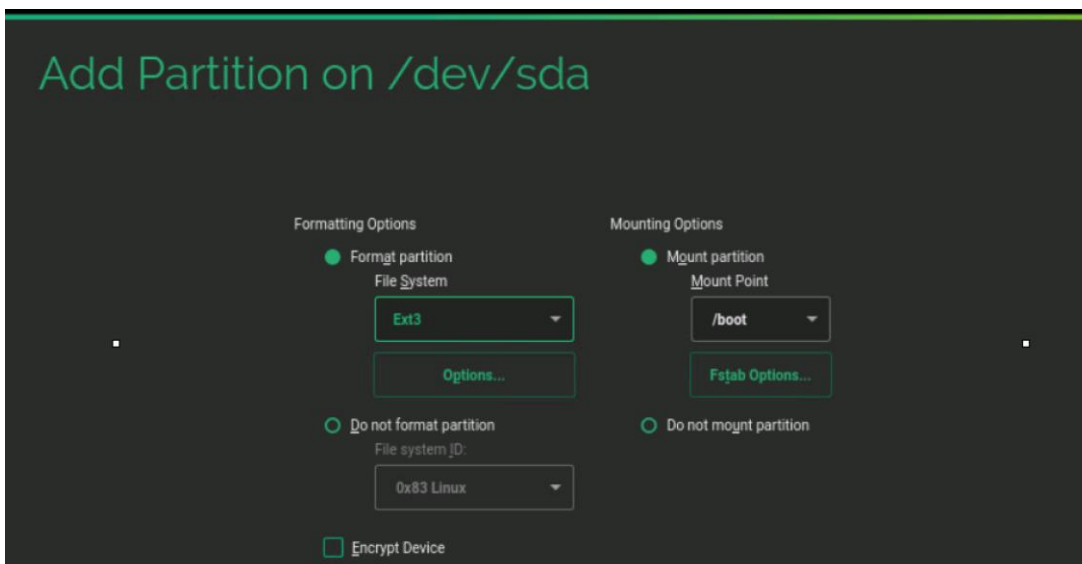 Add Partition on /dev/sda
Formatting Options
Format partition
File System
Ext3
Options...
Do not format partition
File system ID:
0x83 Linux
Encrypt Device
Mounting Options
Mount partition
Mount Point
/boot
Fstab Options...
Do not mount partition